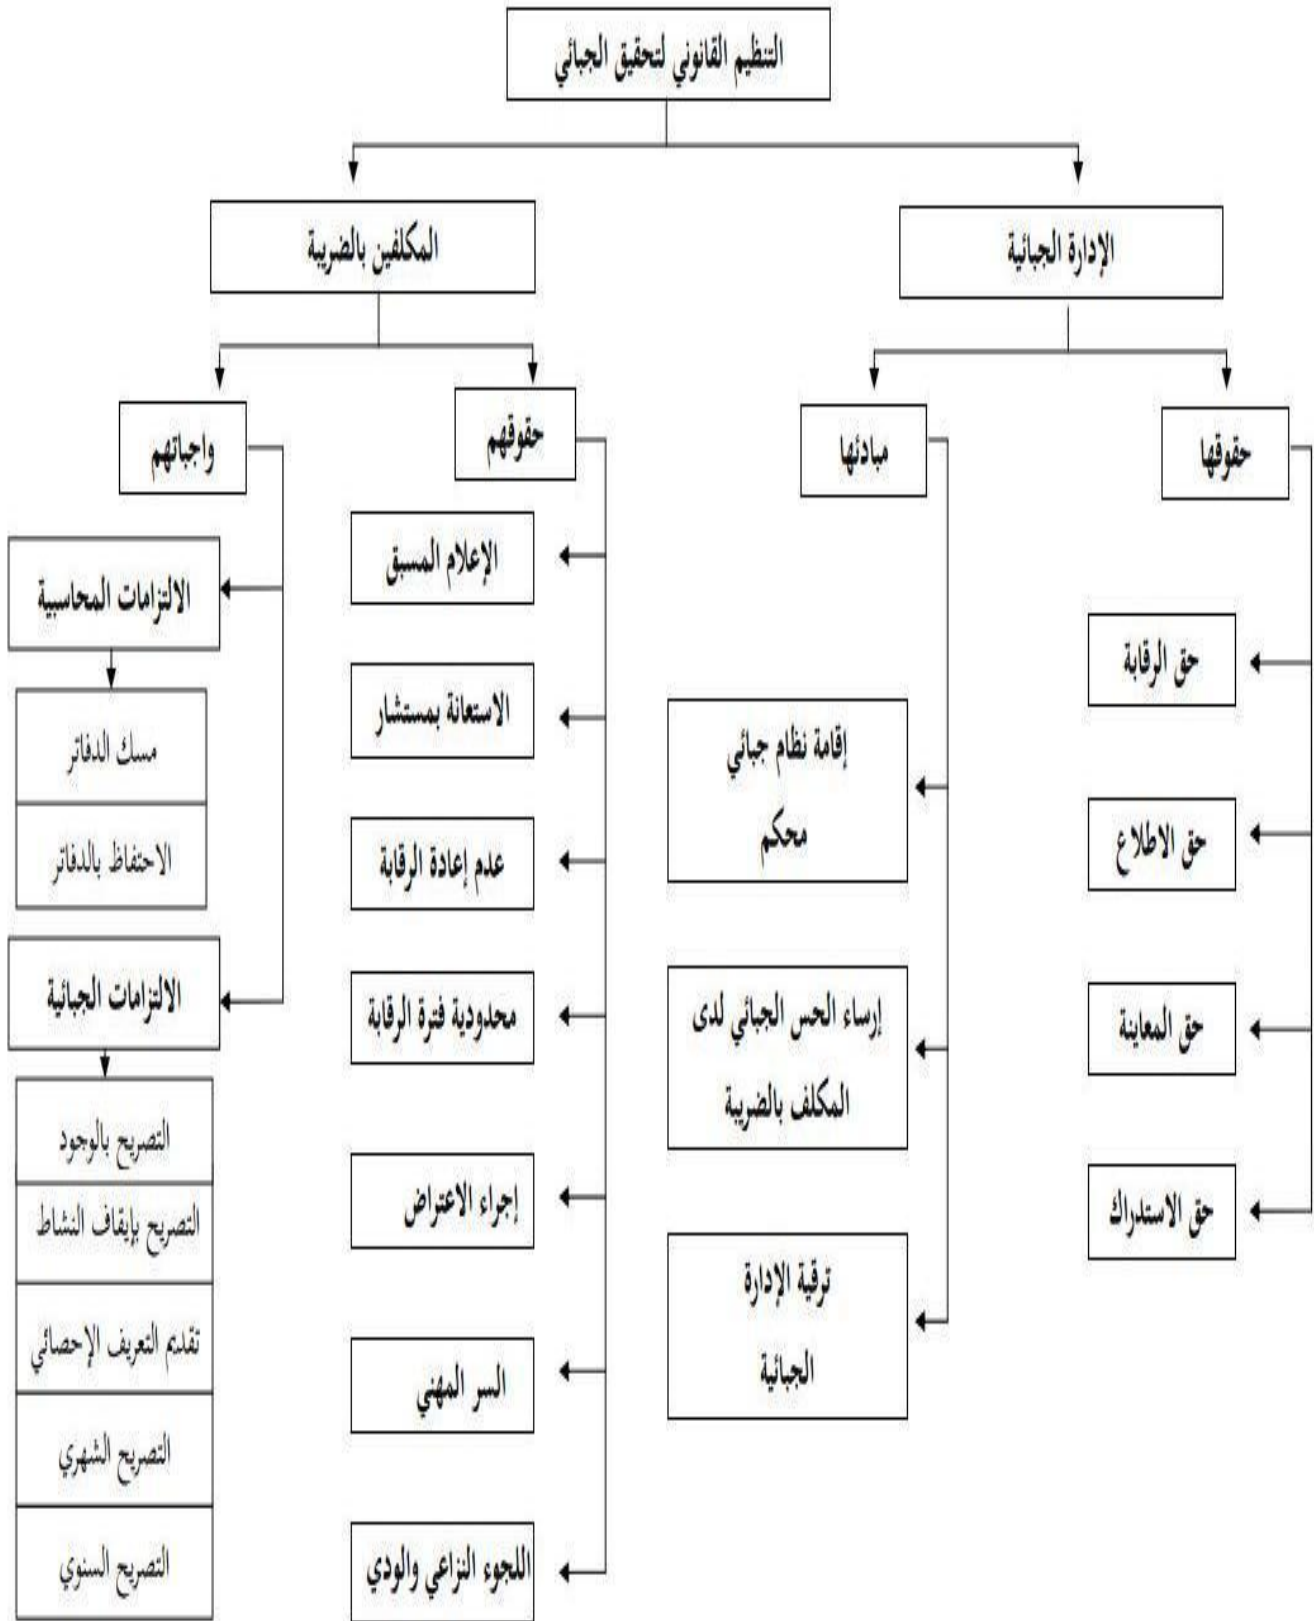 التنظيم القانوني لتحقيق الجبائي
الإدارة الجبائية
حقوقها
حق الرقابة
حق الاطلاع
حق المعاينة
حق الاستدراك
مبادئها
إقامة نظام جبائي
محكم
إرساء الحس الجبائي لدى
المكلف بالضريبة
ترقية الإدارة
الجبائية
المكلفين بالضريبة
حقوقهم
الإعلام المسبق
الاستعانة بمستشار
عدم إعادة الرقابة
محدودية فترة الرقابة
إجراء الاعتراض
السر المهني
اللجوء النزاعي والودي
واجباتهم
الالتزامات المحاسبية
مسك الدفاتر
الاحتفاظ بالدفاتر
الالتزامات الجبائية
التصريح بالوجود
التصريح بإيقاف النشاط
تقديم التعريف الإحصائي
التصريح الشهري
التصريح السنوي